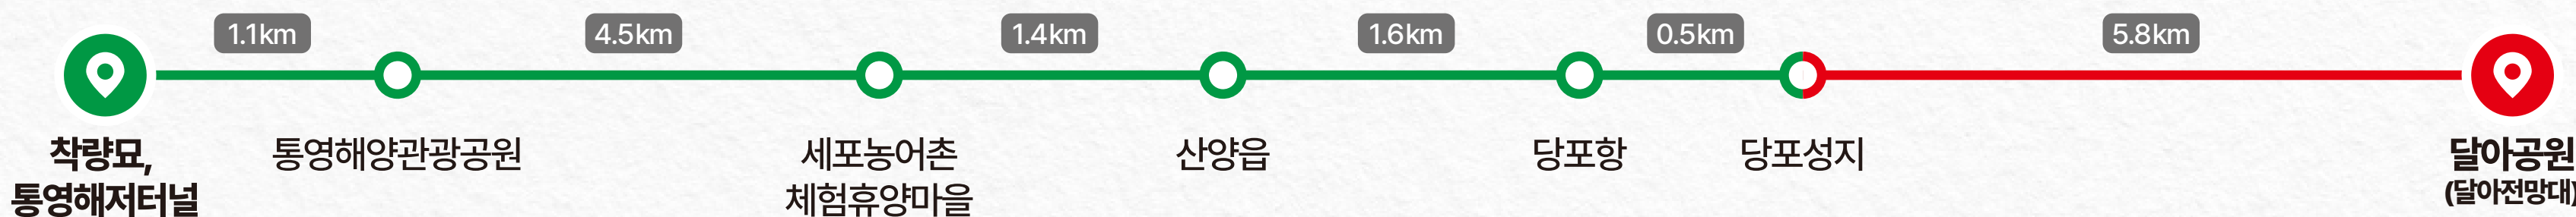 1.1km
4.5km
1.4km
1.6km
0.5km
5.8km
착량묘,
통영해저터널
통영해양관광공원
세포농어촌
체험휴양마을
산양읍
당포항
당포성지
달아공원
(달아전망대)